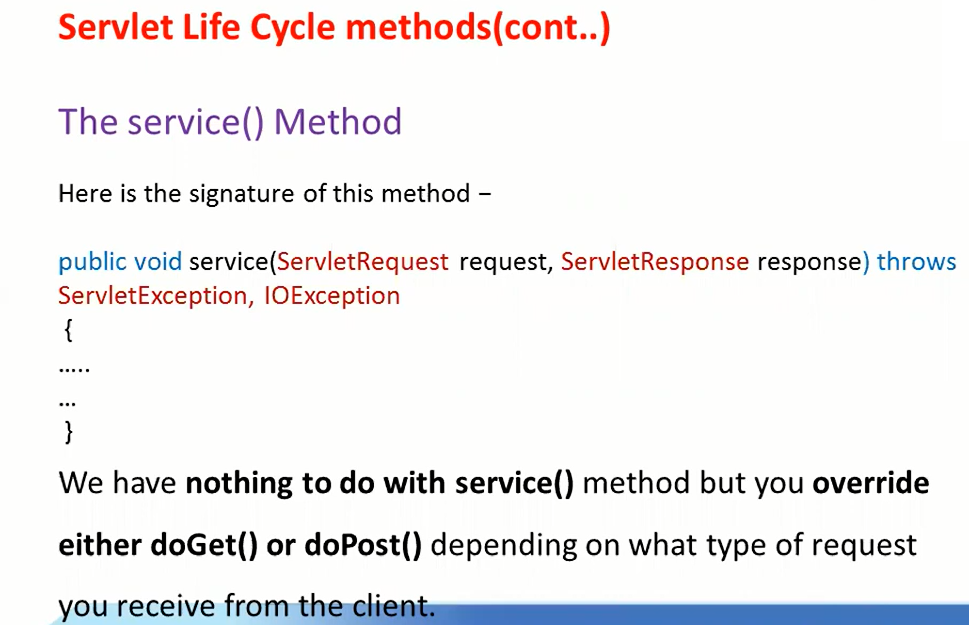 Servlet Life Cycle methods(cont..)
The service() Method
Here is the signature of this method –
public void service(ServletRequest request, ServletResponse response) throws
ServletException, IOException
{
.....
...
}
We have nothing to do with service() method but you override
either doGet() or doPost() depending on what type of request
you receive from the client.